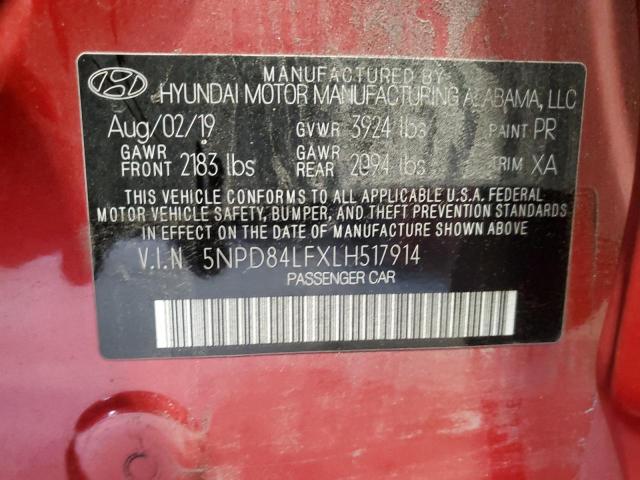 MANUFACTURED BY
HYUNDAI MOTOR MANUFACTURING ALABAMA, LLC
Aug/02/19 GVWR 3924 lbs PAINT PR
GAWR FRONT 2183 lbs GAWR REAR 2094 lbs TRIM XA
THIS VEHICLE CONFORMS TO ALL APPLICABLE U.S.A. FEDERAL
MOTOR VEHICLE SAFETY, BUMPER, AND THEFT PREVENTION STANDARDS
IN EFFECT ON THE DATE OF MANUFACTURE SHOWN ABOVE.
V.I.N 5NPD84LFXLH517914
PASSENGER CAR